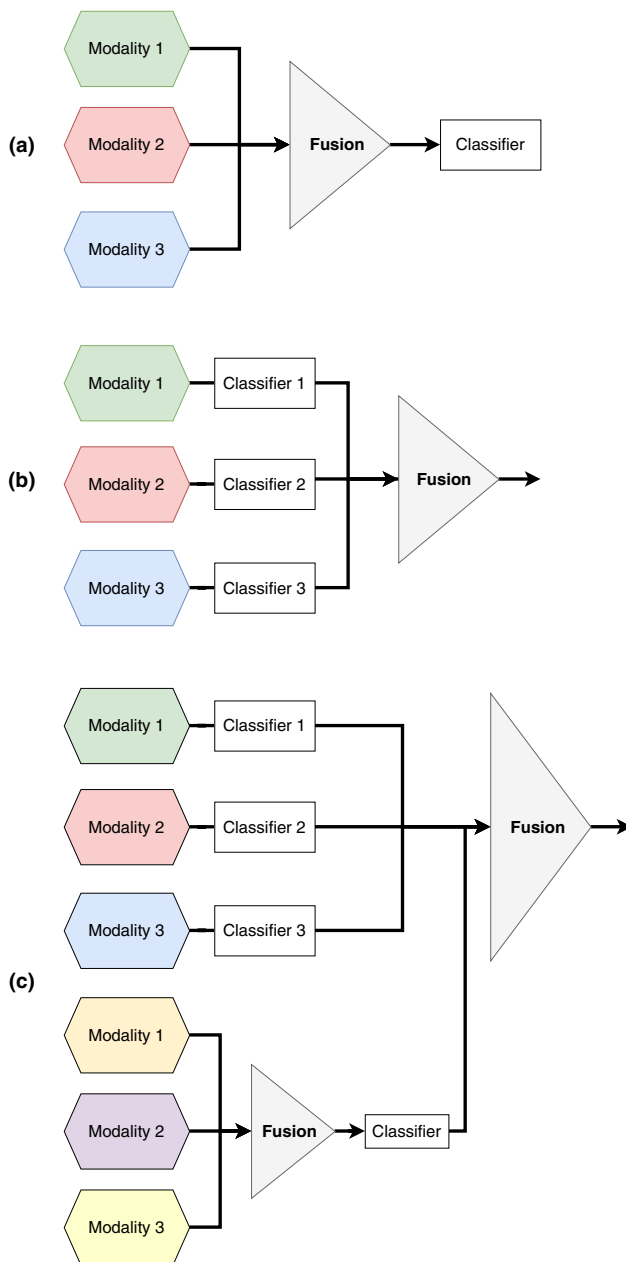 Modality 1
(a)
Modality 2
Fusion
Classifier
Modality 3
Modality 1
Classifier 1
(b)
Modality 2
Classifier 2
Fusion
Modality 3
Classifier 3
Modality 1
Classifier 1
Modality 2
Classifier 2
Fusion
Modality 3
Classifier 3
(c)
Modality 1
Modality 2
Fusion
Classifier
Modality 3